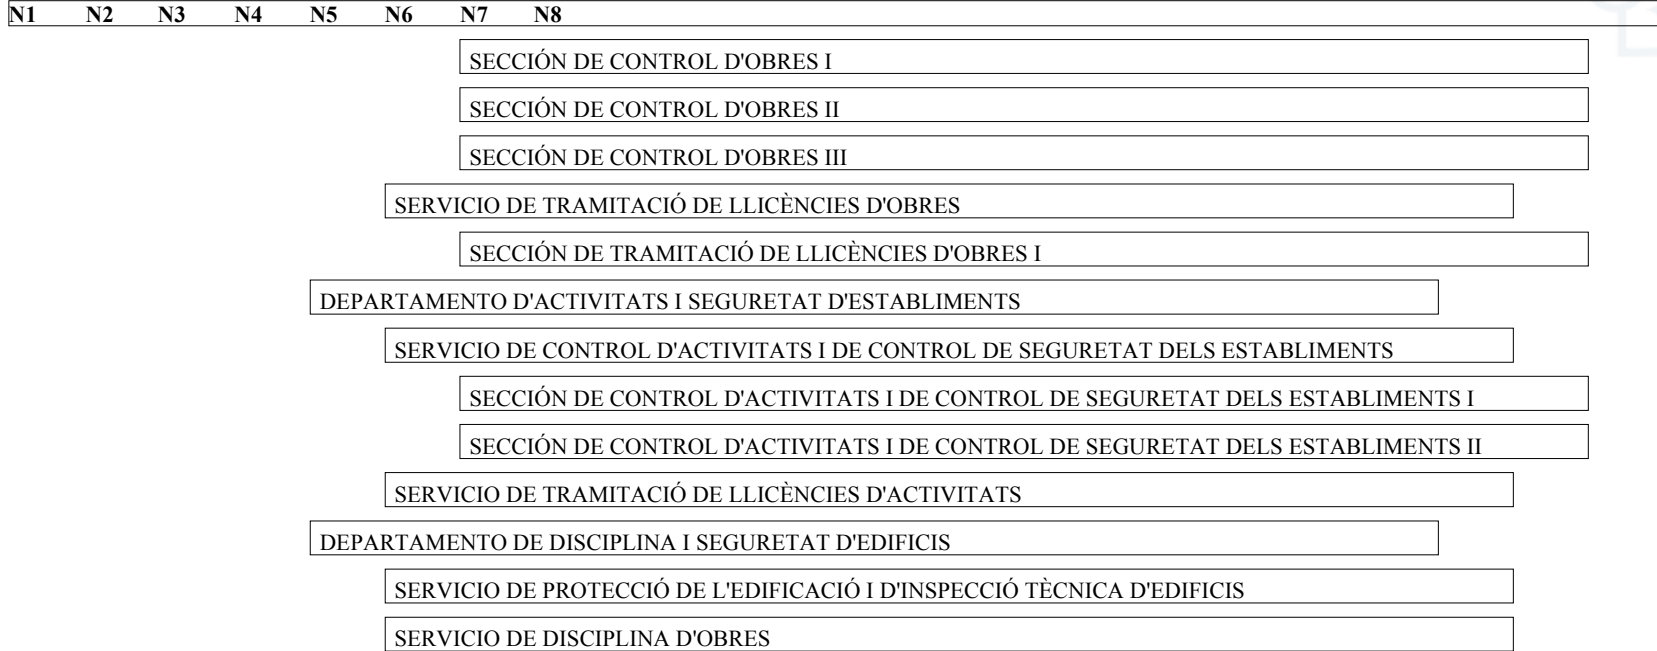 N1 N2 N3 N4 N5 N6 N7 N8
SECCIÓN DE CONTROL D'OBRES I
SECCIÓN DE CONTROL D'OBRES II
SECCIÓN DE CONTROL D'OBRES III
SERVICIO DE TRAMITACIÓ DE LLICÈNCIES D'OBRES
SECCIÓN DE TRAMITACIÓ DE LLICÈNCIES D'OBRES I
DEPARTAMENTO D'ACTIVITATS I SEGURETAT D'ESTABLIMENTS
SERVICIO DE CONTROL D'ACTIVITATS I DE CONTROL DE SEGURETAT DELS ESTABLIMENTS
SECCIÓN DE CONTROL D'ACTIVITATS I DE CONTROL DE SEGURETAT DELS ESTABLIMENTS I
SECCIÓN DE CONTROL D'ACTIVITATS I DE CONTROL DE SEGURETAT DELS ESTABLIMENTS II
SERVICIO DE TRAMITACIÓ DE LLICÈNCIES D'ACTIVITATS
DEPARTAMENTO DE DISCIPLINA I SEGURETAT D'EDIFICIS
SERVICIO DE PROTECCIÓ DE L'EDIFICACIÓ I D'INSPECCIÓ TÈCNICA D'EDIFICIS
SERVICIO DE DISCIPLINA D'OBRES